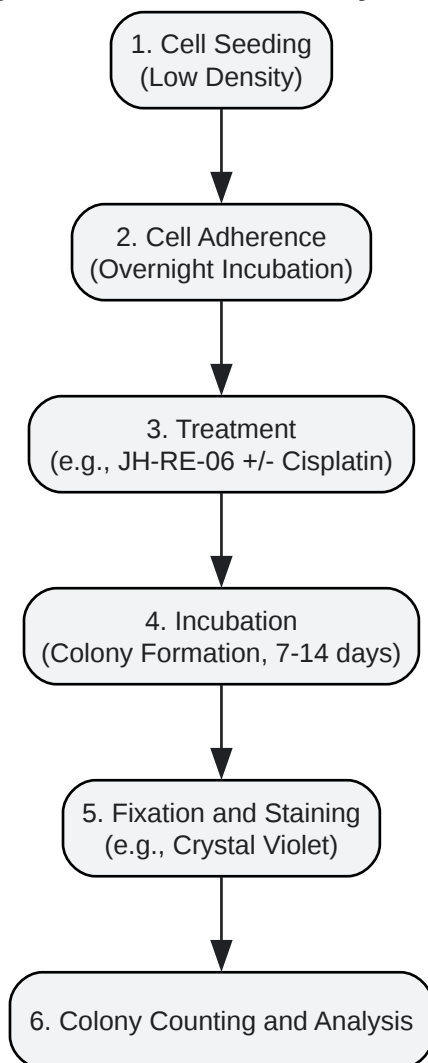 1. Cell Seeding
(Low Density)
2. Cell Adherence
(Overnight Incubation)
3. Treatment
(e.g., JH-RE-06 +/- Cisplatin)
4. Incubation
(Colony Formation, 7-14 days)
5. Fixation and Staining
(e.g., Crystal Violet)
6. Colony Counting and Analysis